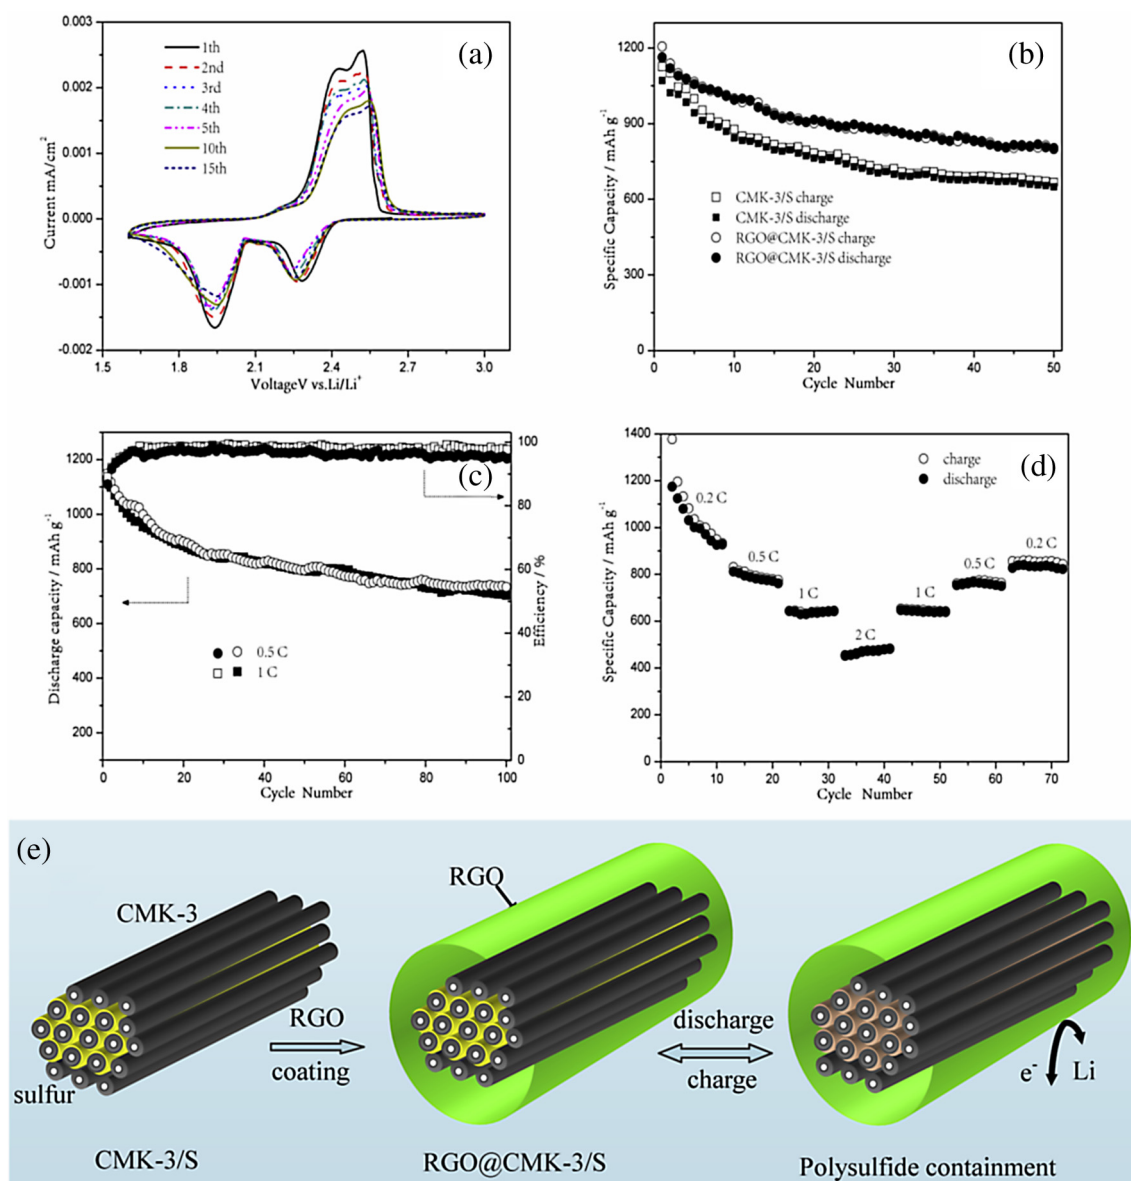 (a)
0.003
0.002
0.001
0.000
-0.001
-0.002
Current mA/cm²
1th
2nd
3rd
4th
5th
10th
15th
1.5 1.8 2.1 2.4 2.7 3.0
VoltageV vs.Li/Li⁺
(b)
1200
900
600
300
0
Specific Capacity / mAh g⁻¹
CMK-3/S charge
CMK-3/S discharge
RGO@CMK-3/S charge
RGO@CMK-3/S discharge
0 10 20 30 40 50
Cycle Number
(c)
1200
1000
800
600
400
200
Discharge capacity / mAh g⁻¹
0.5 C
1 C
100
80
60
40
20
0
Efficiency / %
0 20 40 60 80 100
Cycle Number
(d)
1400
1200
1000
800
600
400
200
0
Specific Capacity / mAh g⁻¹
charge
discharge
0.2 C
0.5 C
1 C
2 C
1 C
0.5 C
0.2 C
0 10 20 30 40 50 60 70
Cycle Number
(e)
CMK-3
sulfur
CMK-3/S
RGO
coating
RGO
RGO@CMK-3/S
discharge
charge
e⁻
Li
Polysulfide containment